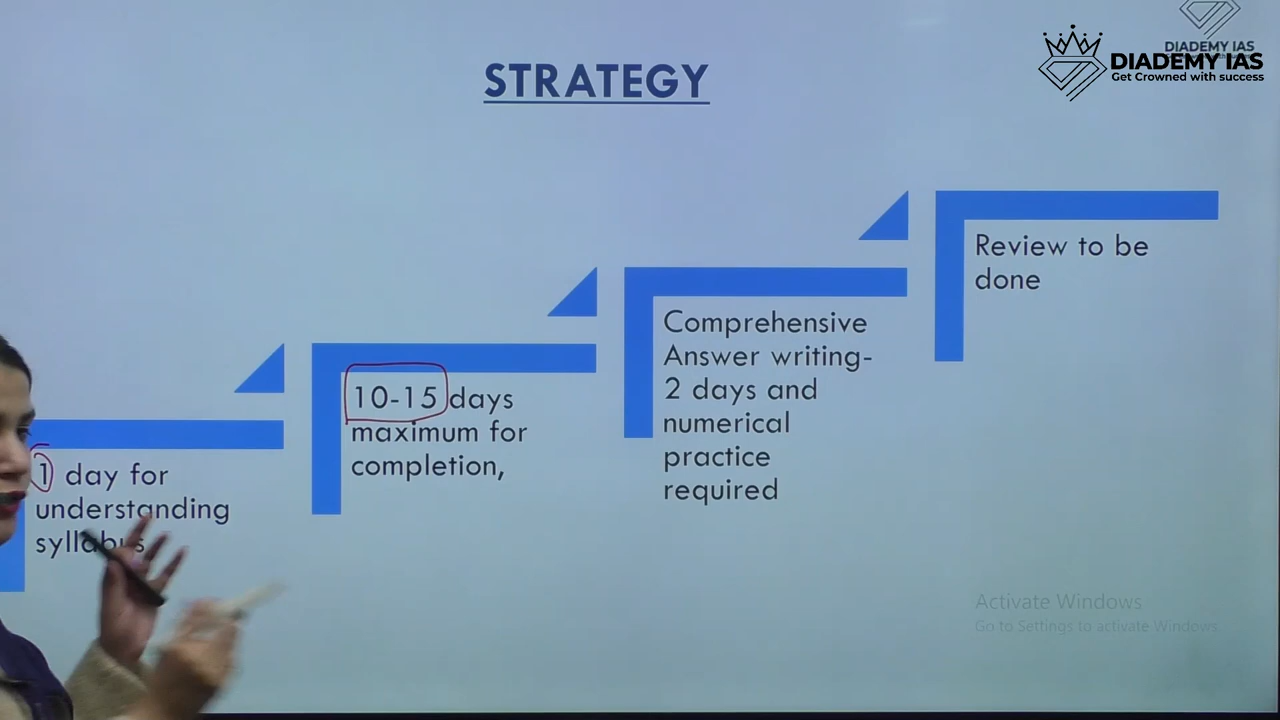 DIADEMY IAS
DIADEMY IAS
Get Crowned with success
STRATEGY
1 day for
understanding
syllabus
10-15 days
maximum for
completion,
Comprehensive
Answer writing-
2 days and
numerical
practice
required
Review to be
done
Activate Windows
Go to Settings to activate Windows